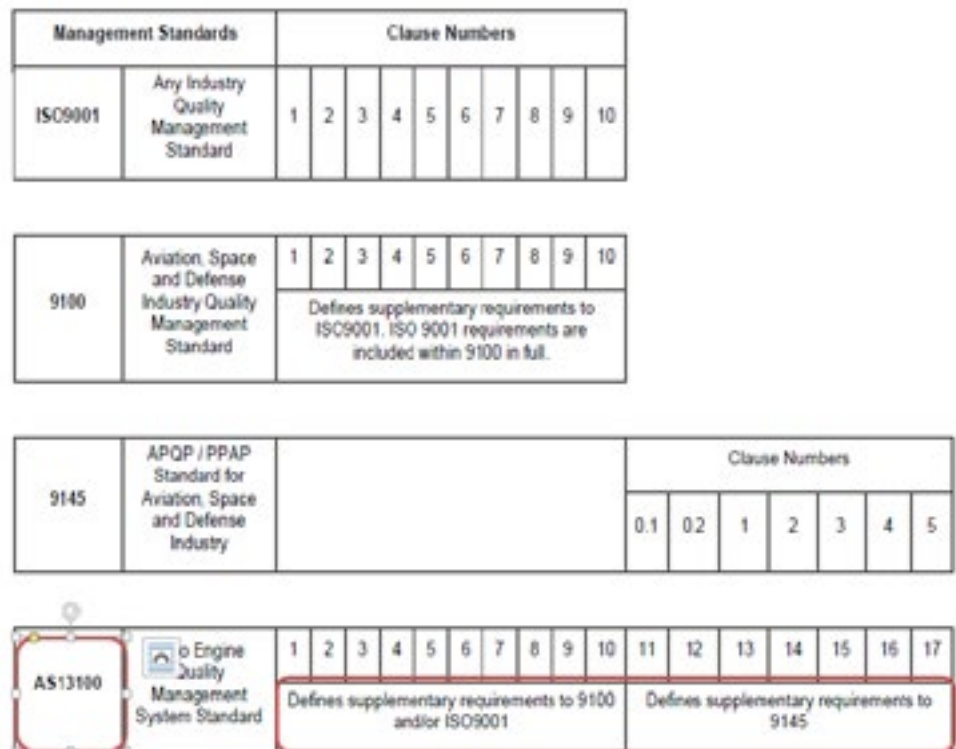 Management Standards Clause Numbers
ISO9001
Any Industry
Quality
Management
Standard
1 2 3 4 5 6 7 8 9 10
9100
Aviation, Space
and Defense
Industry Quality
Management
Standard
1 2 3 4 5 6 7 8 9 10
Defines supplementary requirements to
ISO9001. ISO 9001 requirements are
included within 9100 in full.
9145
APQP / PPAP
Standard for
Aviation, Space
and Defense
Industry
Clause Numbers
0.1 0.2 1 2 3 4 5
AS13100
o Engine
Quality
Management
System Standard
1 2 3 4 5 6 7 8 9 10 11 12 13 14 15 16 17
Defines supplementary requirements to 9100
and/or ISO9001
Defines supplementary requirements to
9145